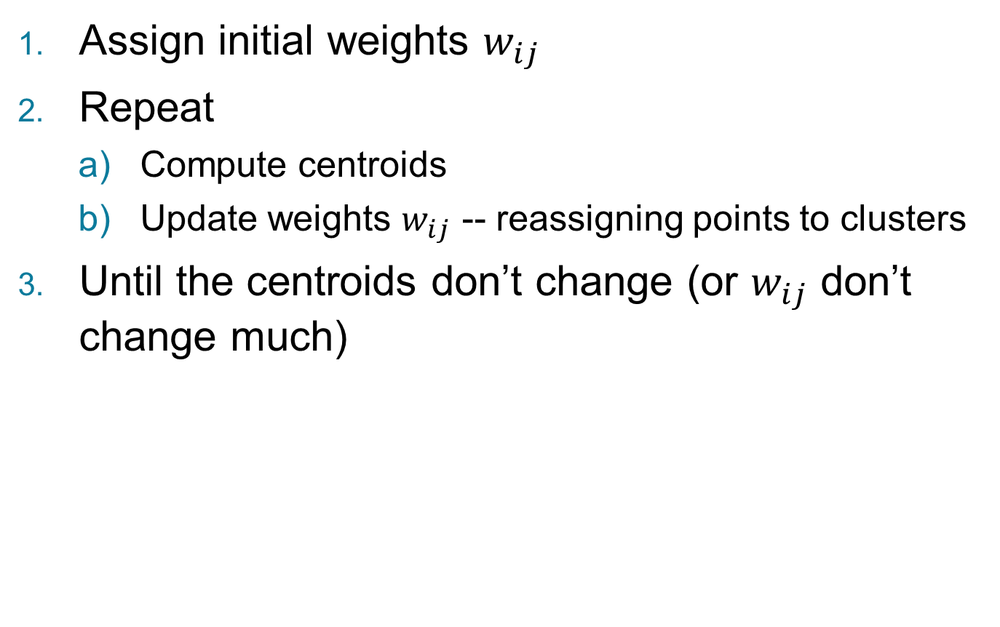 1. Assign initial weights w_{ij}
2. Repeat
a) Compute centroids
b) Update weights w_{ij} -- reassigning points to clusters
3. Until the centroids don’t change (or w_{ij} don’t
change much)